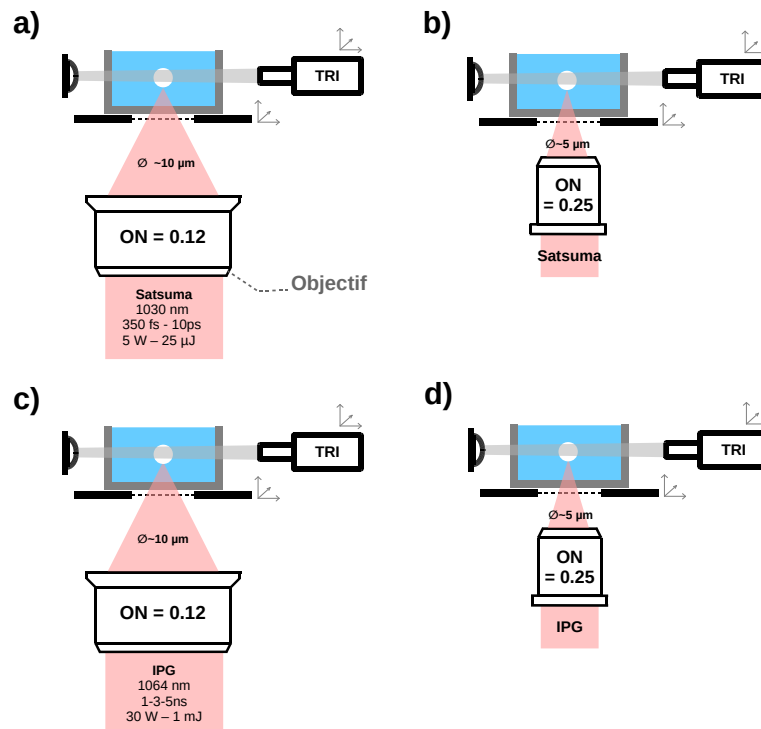 a)
TRI
Ø ~10 µm
ON = 0.12
Objectif
Satsuma
1030 nm
350 fs - 10ps
5 W – 25 µJ
b)
TRI
Ø~5 µm
ON
= 0.25
Satsuma
c)
TRI
Ø~10 µm
ON = 0.12
IPG
1064 nm
1-3-5ns
30 W – 1 mJ
d)
TRI
Ø~5 µm
ON
= 0.25
IPG